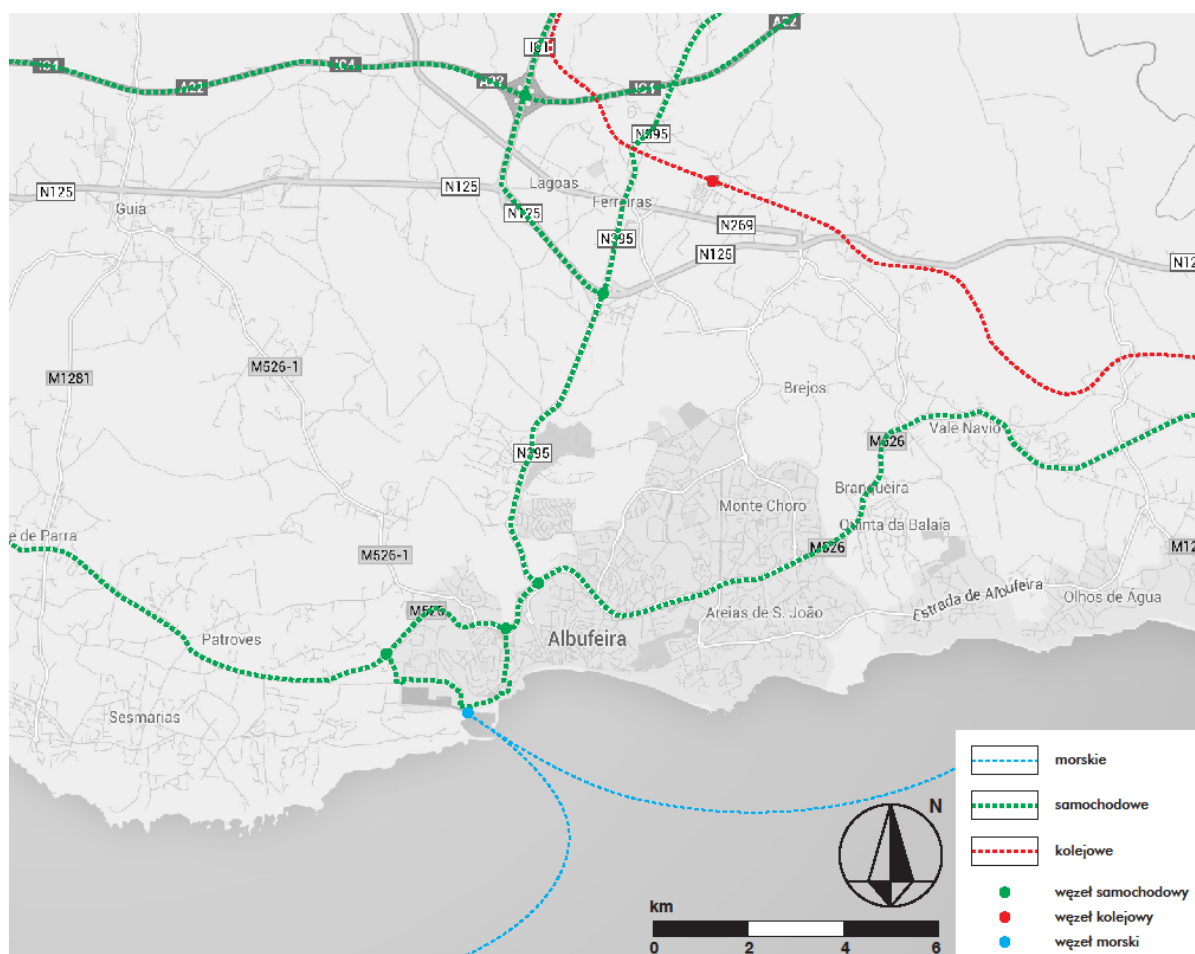 A22
IC1
IC4
A22
IC4
A22
IC1
N395
N125
N125
Lagoas
Guia
N125
Ferreiras
N269
N395
N125
N12
M526-1
M1281
Brejos
Vale Navio
N395
M526
Branqueira
Monte Choro
Quinta da Balaia
e de Parra
M526-1
M526
M12
Estrada de Albufeira
Olhos de Água
M526
Areias de S. João
Patroves
Albufeira
Sesmarias
morskie
samochodowe
kolejowe
węzeł samochodowy
węzeł kolejowy
węzeł morski
N
km
0 2 4 6